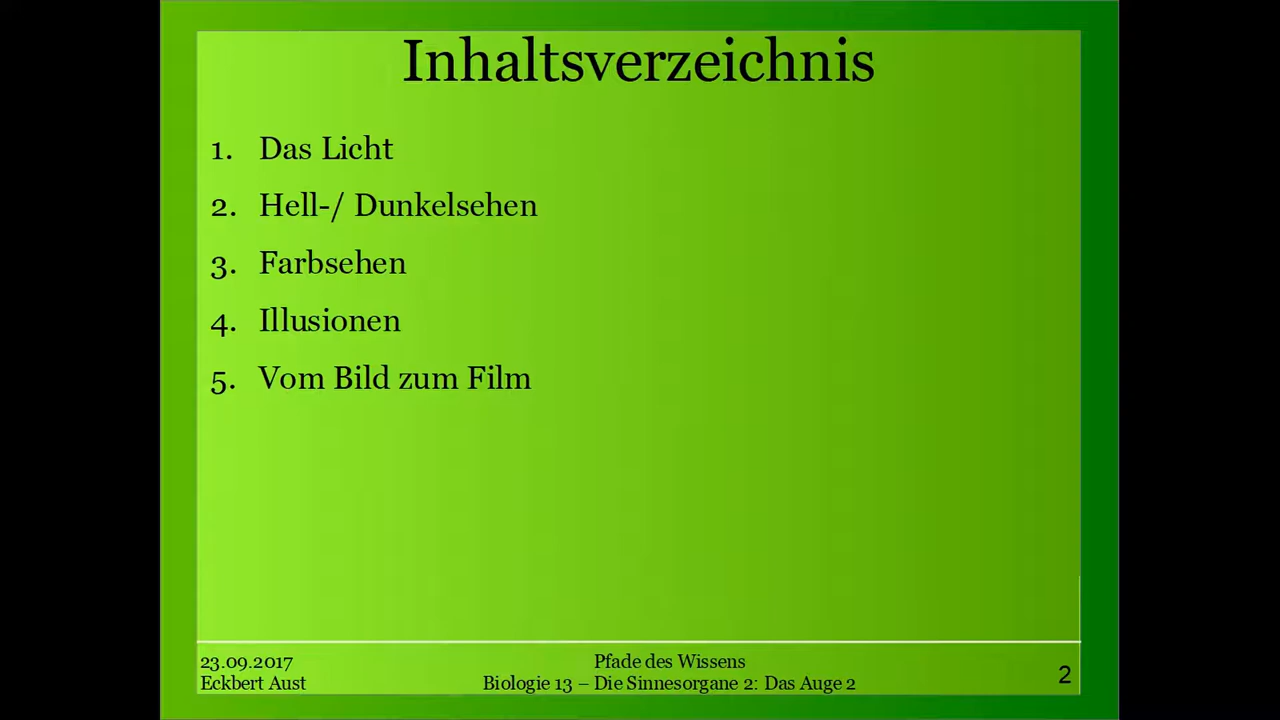 Inhaltsverzeichnis
1. Das Licht
2. Hell-/ Dunkelsehen
3. Farbsehen
4. Illusionen
5. Vom Bild zum Film
23.09.2017
Eckbert Aust
Pfade des Wissens
Biologie 13 – Die Sinnesorgane 2: Das Auge 2
2